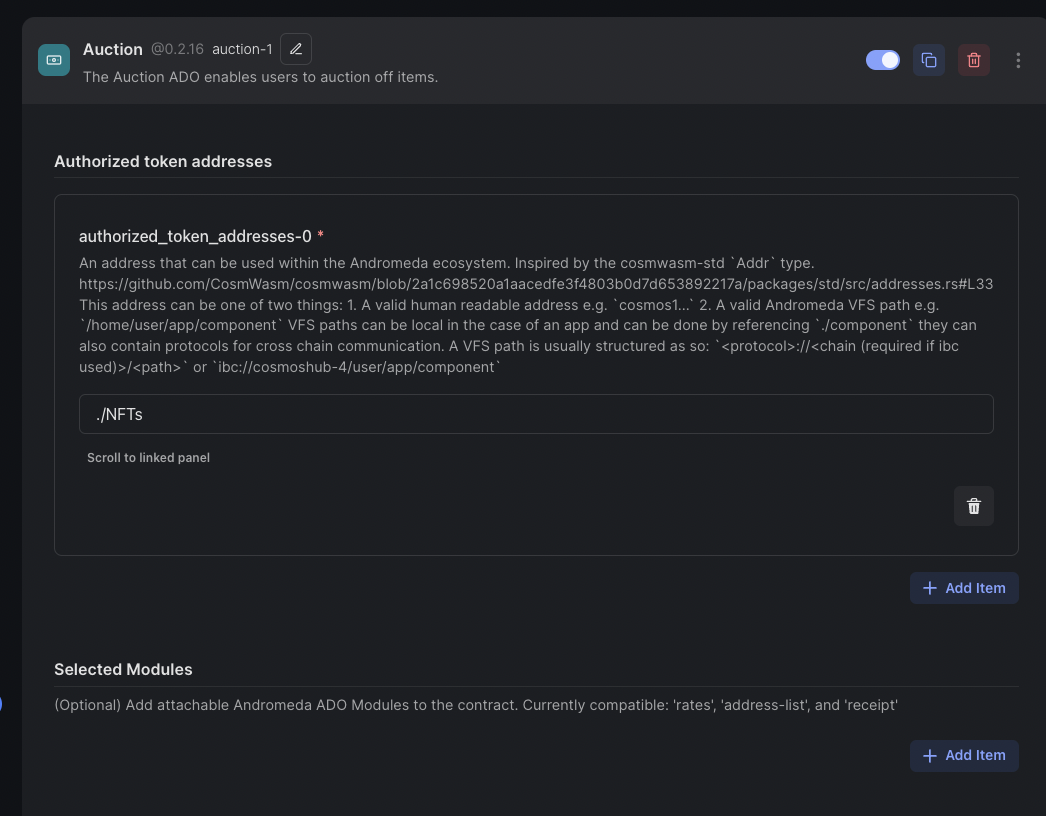 Auction @0.2.16 auction-1
The Auction ADO enables users to auction off items.
Authorized token addresses
authorized_token_addresses-0 *
An address that can be used within the Andromeda ecosystem. Inspired by the cosmwasm-std `Addr` type.
https://github.com/CosmWasm/cosmwasm/blob/2a1c698520a1aacedfe3f4803b0d7d653892217a/packages/std/src/addresses.rs#L33
This address can be one of two things: 1. A valid human readable address e.g. `cosmos1...` 2. A valid Andromeda VFS path e.g.
`/home/user/app/component` VFS paths can be local in the case of an app and can be done by referencing `./component` they can
also contain protocols for cross chain communication. A VFS path is usually structured as so: `<protocol>://<chain (required if ibc
used)>/<path>` or `ibc://cosmoshub-4/user/app/component`
./NFTs
Scroll to linked panel
Add Item
Selected Modules
(Optional) Add attachable Andromeda ADO Modules to the contract. Currently compatible: 'rates', 'address-list', and 'receipt'
Add Item